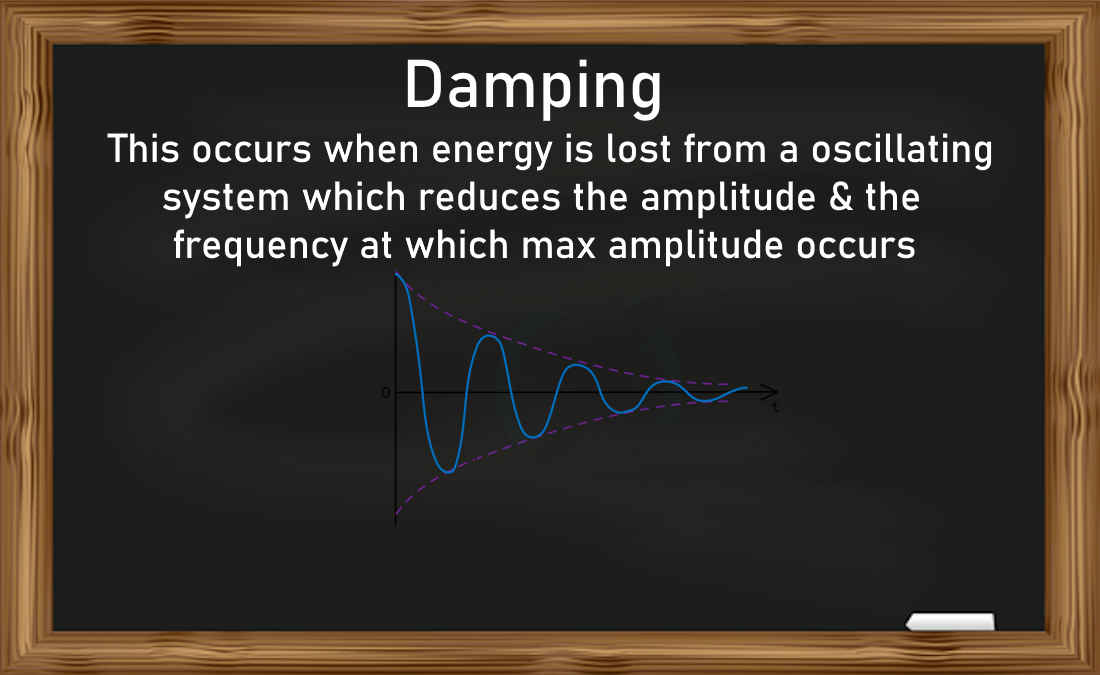 Damping
This occurs when energy is lost from a oscillating
system which reduces the amplitude & the
frequency at which max amplitude occurs
0
t